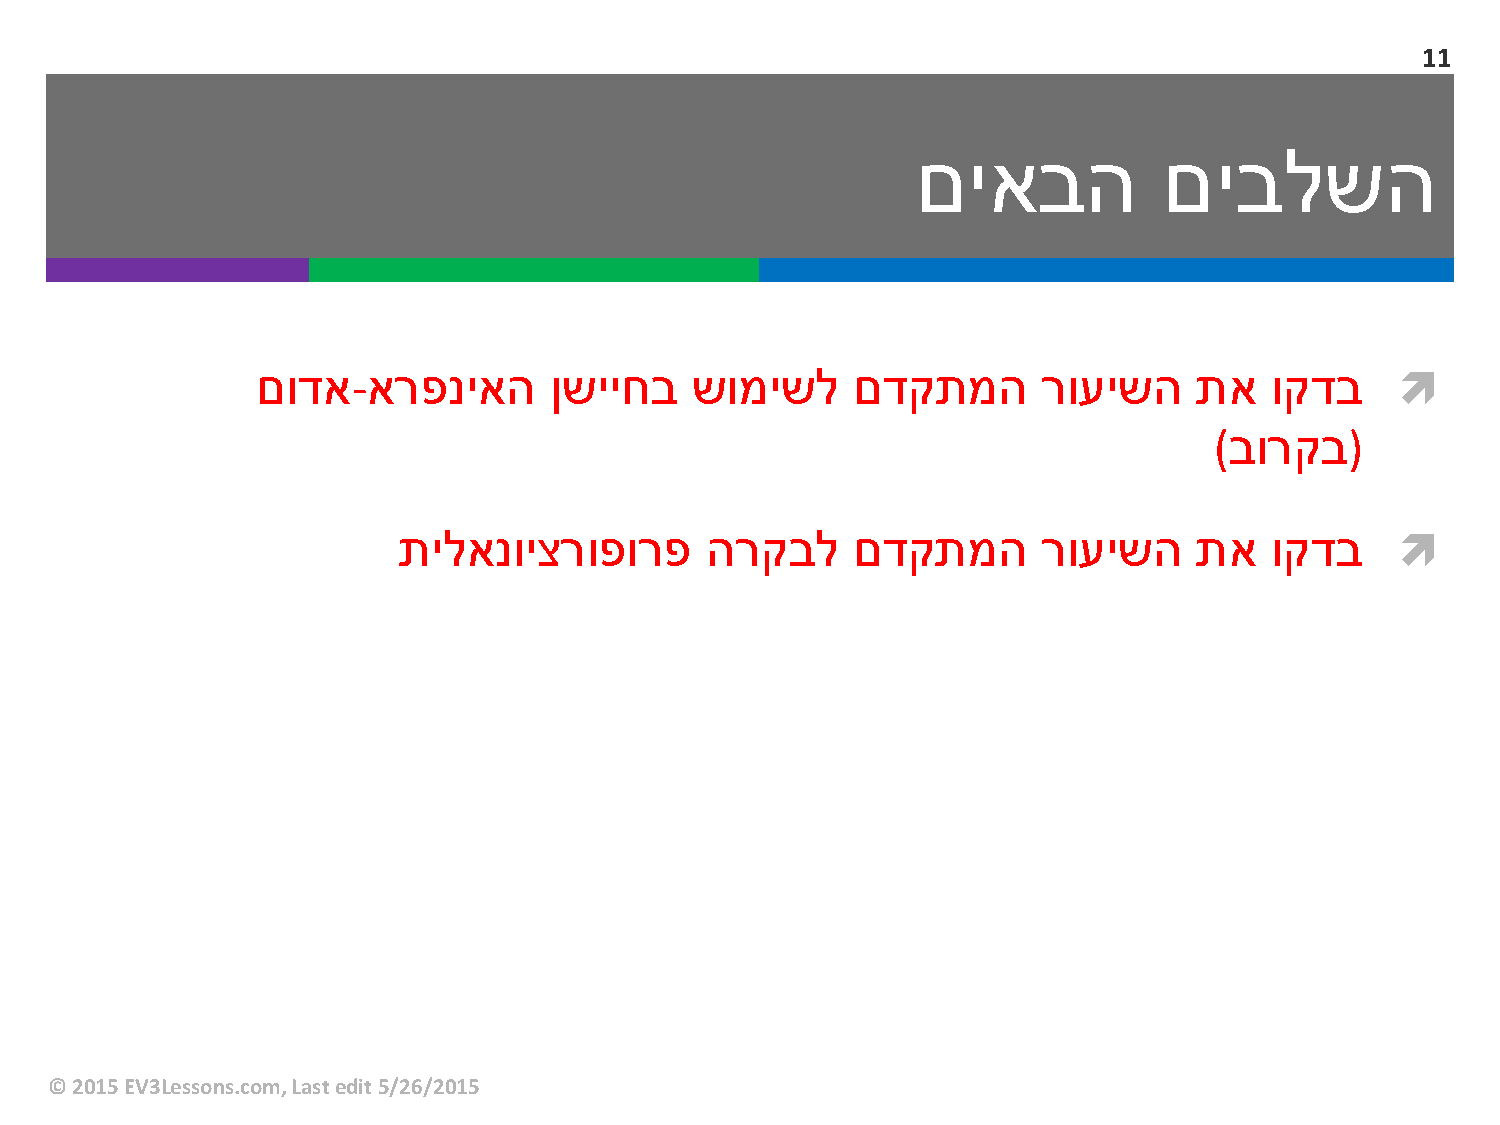 11
השלבים הבאים
בדקו את השיעור המתקדם לשימוש בחיישן האינפרא-אדום
(בקרוב)
בדקו את השיעור המתקדם לבקרה פרופורציונאלית
© 2015 EV3Lessons.com, Last edit 5/26/2015